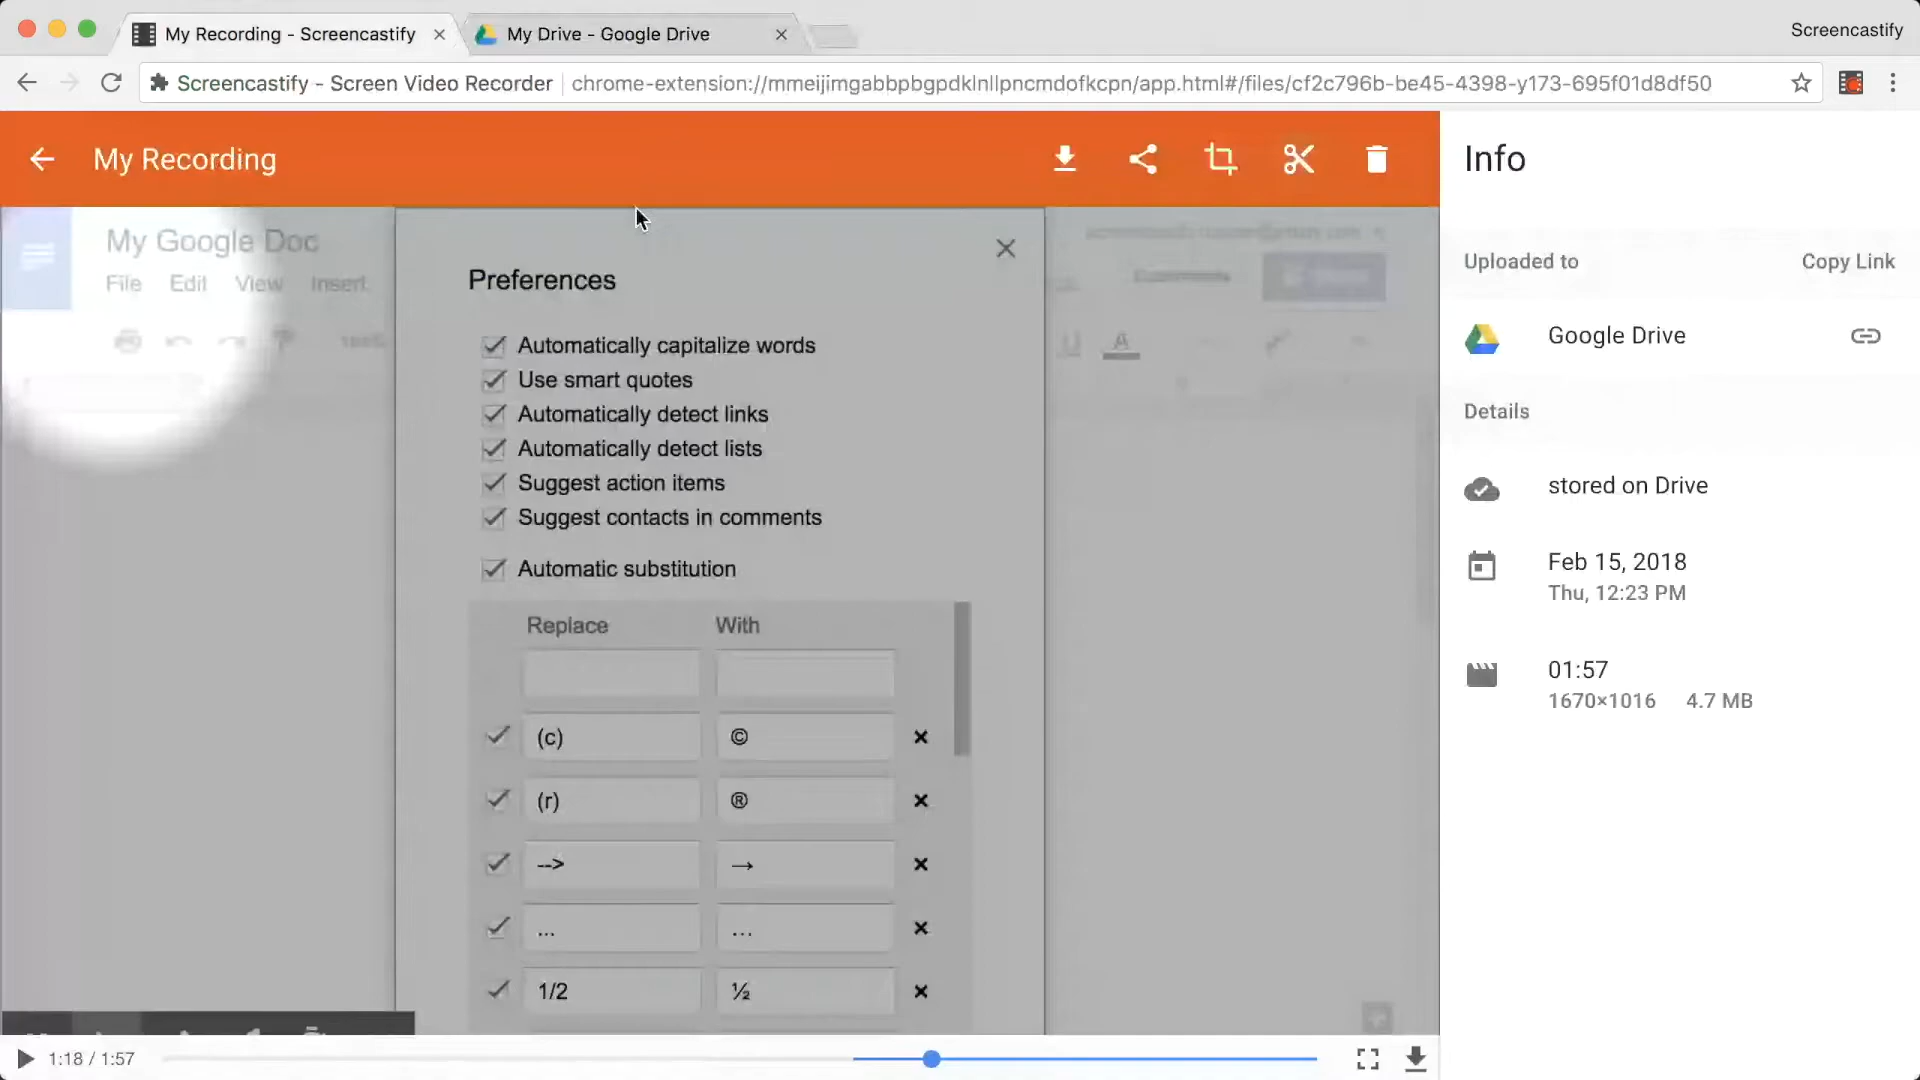 My Recording - Screencastify
My Drive - Google Drive
Screencastify
Screencastify - Screen Video Recorder
chrome-extension://mmeijimgabbpbgpdklnllpncmdofkcpn/app.html#/files/cf2c796b-be45-4398-y173-695f01d8df50
My Recording
Info
My Google Doc
File Edit View Insert
Preferences
Automatically capitalize words
Use smart quotes
Automatically detect links
Automatically detect lists
Suggest action items
Suggest contacts in comments
Automatic substitution
Replace With
(c) ©
(r) ®
--> →
... …
1/2 ½
1:18 / 1:57
Uploaded to Copy Link
Google Drive
Details
stored on Drive
Feb 15, 2018
Thu, 12:23 PM
01:57
1670×1016 4.7 MB